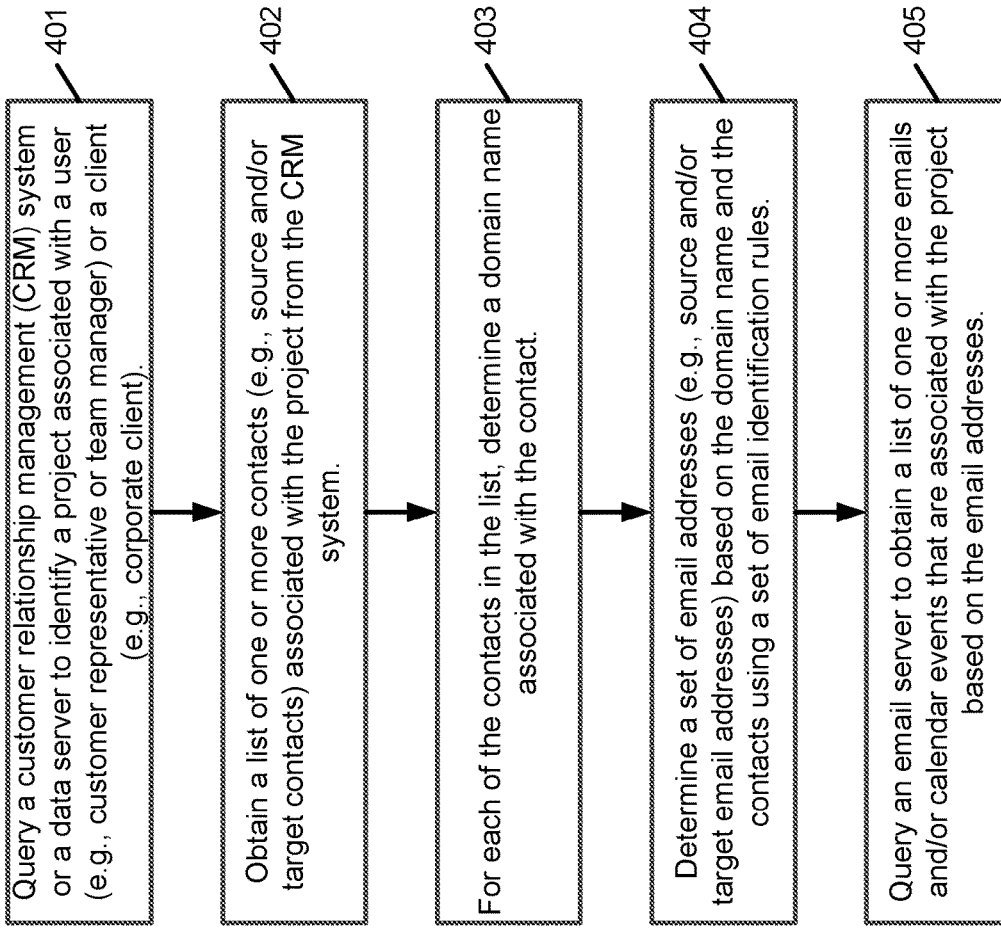 Query a customer relationship management (CRM) system
or a data server to identify a project associated with a user
(e.g., customer representative or team manager) or a client
(e.g., corporate client).
401
Obtain a list of one or more contacts (e.g., source and/or
target contacts) associated with the project from the CRM
system.
402
For each of the contacts in the list, determine a domain name
associated with the contact.
403
Determine a set of email addresses (e.g., source and/or
target email addresses) based on the domain name and the
contacts using a set of email identification rules.
404
Query an email server to obtain a list of one or more emails
and/or calendar events that are associated with the project
based on the email addresses.
405